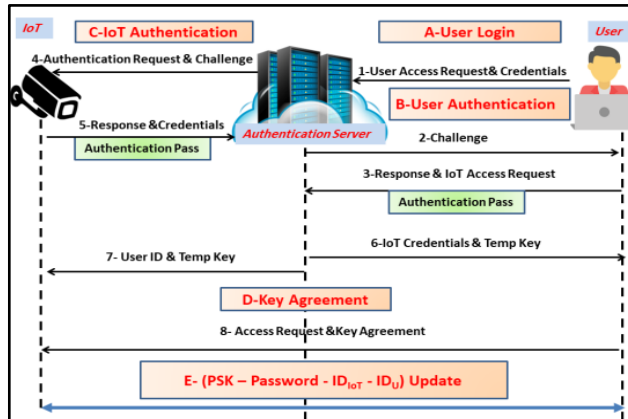 IoT
C-IoT Authentication
A-User Login
User
4-Authentication Request & Challenge
1-User Access Request& Credentials
B-User Authentication
5-Response &Credentials
Authentication Server
2-Challenge
Authentication Pass
3-Response & IoT Access Request
Authentication Pass
6-IoT Credentials & Temp Key
7- User ID & Temp Key
D-Key Agreement
8- Access Request &Key Agreement
E- (PSK – Password - IDIoT - IDU) Update